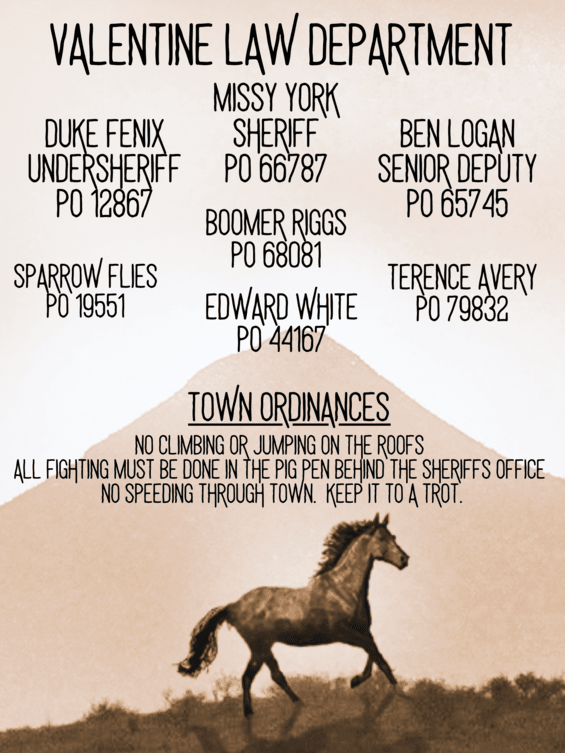 VALENTINE LAW DEPARTMENT
MISSY YORK
SHERIFF
PO 66787
DUKE FENIX
UNDERSHERIFF
PO 12867
BEN LOGAN
SENIOR DEPUTY
PO 65745
BOOMER RIGGS
PO 68081
SPARROW FLIES
PO 19551
TERENCE AVERY
PO 79832
EDWARD WHITE
PO 44167
TOWN ORDINANCES
NO CLIMBING OR JUMPING ON THE ROOFS
ALL FIGHTING MUST BE DONE IN THE PIG PEN BEHIND THE SHERIFFS OFFICE
NO SPEEDING THROUGH TOWN. KEEP IT TO A TROT.